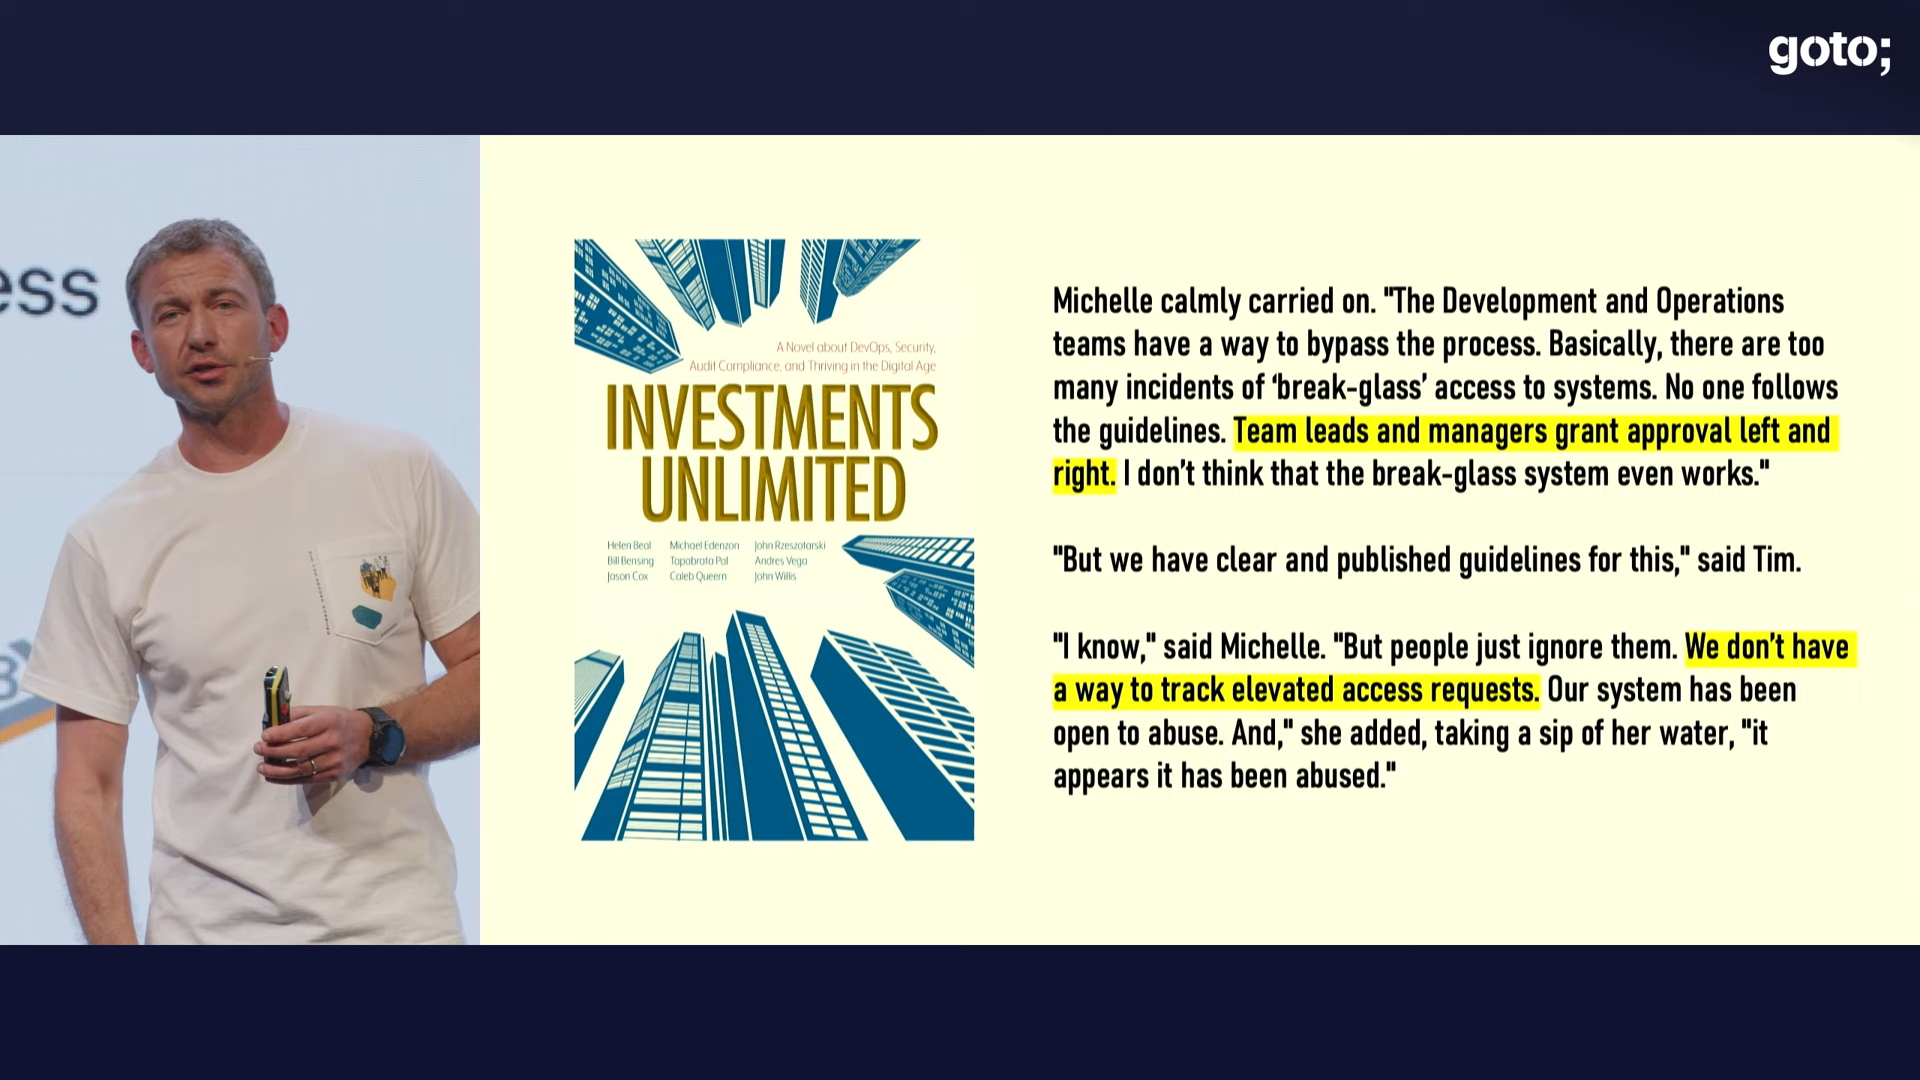 goto;
ess
A Novel about DevOps, Security,
Audit Compliance, and Thriving in the Digital Age
INVESTMENTS
UNLIMITED
Helen Beal
Bill Bensing
Jason Cox
Michael Edenzon
Tapabrata Pal
Caleb Queern
John Rzeszotarski
Andres Vega
John Willis
Michelle calmly carried on. "The Development and Operations
teams have a way to bypass the process. Basically, there are too
many incidents of ‘break-glass’ access to systems. No one follows
the guidelines. Team leads and managers grant approval left and
right. I don’t think that the break-glass system even works."
"But we have clear and published guidelines for this," said Tim.
"I know," said Michelle. "But people just ignore them. We don’t have
a way to track elevated access requests. Our system has been
open to abuse. And," she added, taking a sip of her water, "it
appears it has been abused."